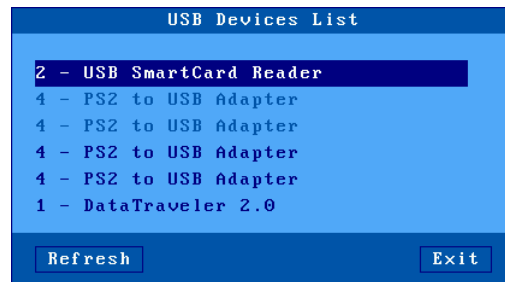 USB Devices List
2 - USB SmartCard Reader
4 - PS2 to USB Adapter
4 - PS2 to USB Adapter
4 - PS2 to USB Adapter
4 - PS2 to USB Adapter
1 - DataTraveler 2.0
Refresh Exit